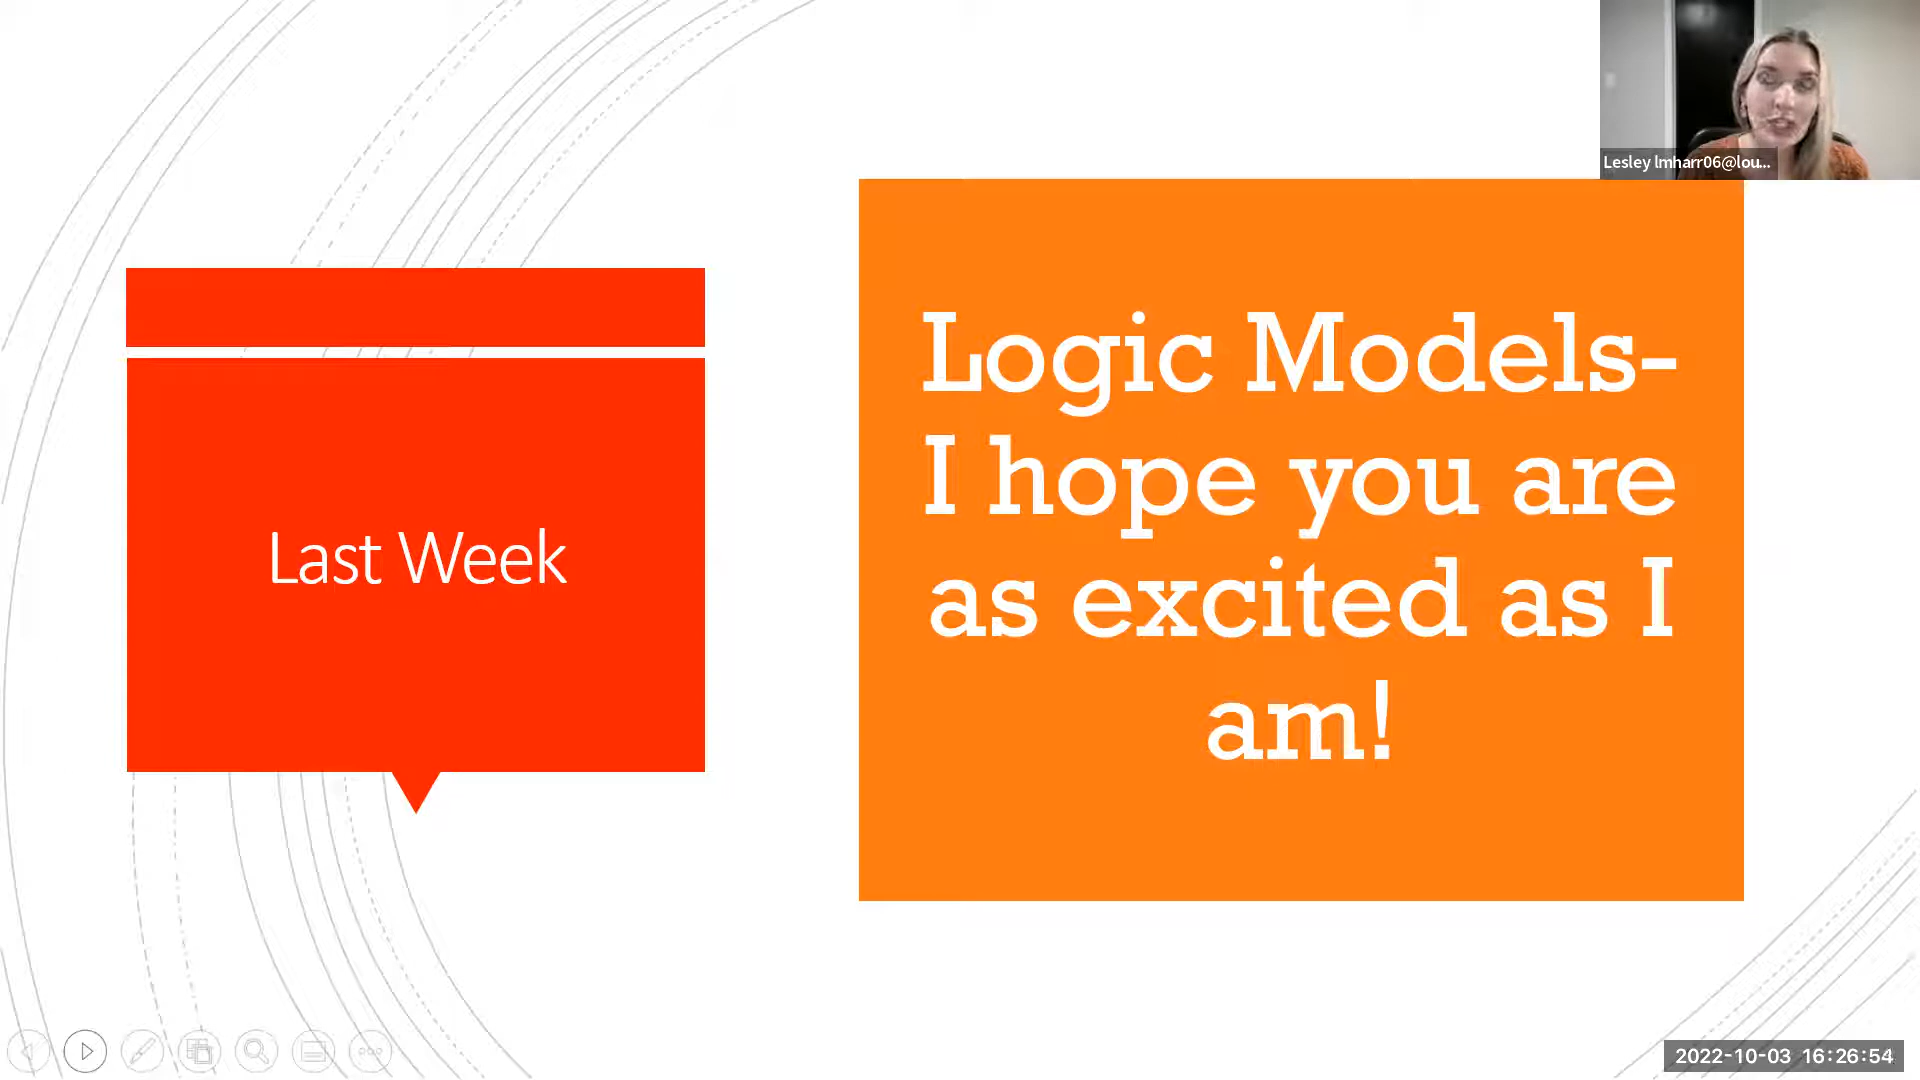 Lesley lmharr06@lou...
Last Week
Logic Models-
I hope you are
as excited as I
am!
2022-10-03 16:26:54